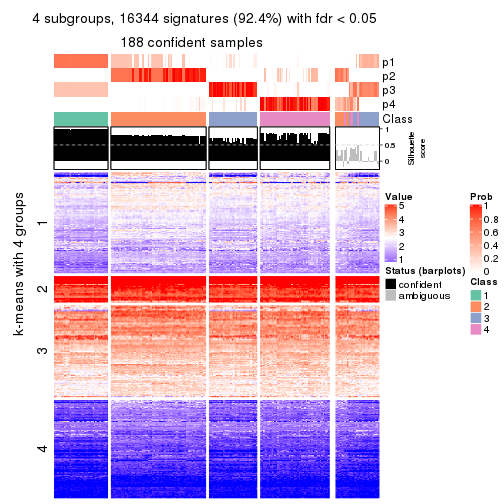 4 subgroups, 16344 signatures (92.4%) with fdr < 0.05
188 confident samples
p1
p2
p3
p4
Class
1
0.5
0
Silhouette
score
k-means with 4 groups
1
2
3
4
Value
5
4
3
2
1
Status (barplots)
confident
ambiguous
Prob
1
0.8
0.6
0.4
0.2
0
Class
1
2
3
4